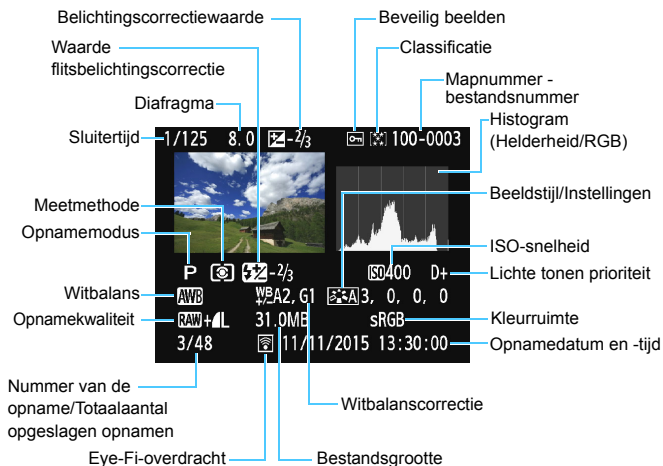 Belichtingscorrectiewaarde
Beveilig beelden
Waarde
flitsbelichtingscorrectie
Classificatie
Mapnummer -
bestandsnummer
Diafragma
Histogram
(Helderheid/RGB)
Sluitertijd
1/125 8.0 -2/3 100-0003
Meetmethode
Beeldstijl/Instellingen
Opnamemodus
ISO-snelheid
P -2/3 ISO400 D+
Lichte tonen prioriteit
Witbalans
AWB WB+/-A2, G1 A3, 0, 0, 0
Opnamekwaliteit
RAW+L 31.0MB sRGB
Kleurruimte
3/48 11/11/2015 13:30:00
Opnamedatum en -tijd
Nummer van de
opname/Totaalaantal
opgeslagen opnamen
Witbalanscorrectie
Eye-Fi-overdracht
Bestandsgrootte